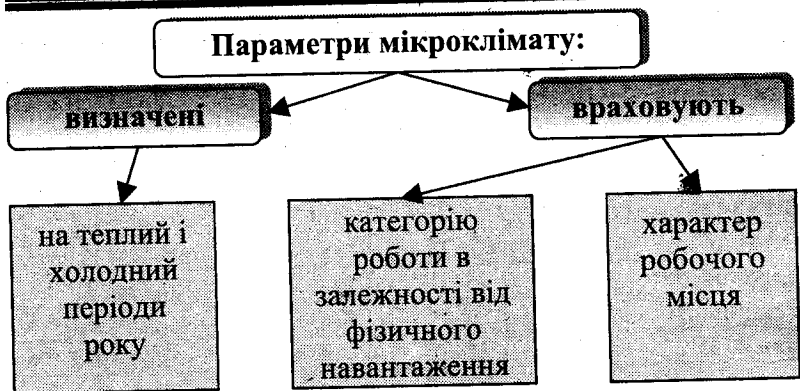 Параметри мікроклімату:
визначені
враховують
на теплий і
холодний
періоди
року
категорію
роботи в
залежності від
фізичного
навантаження
характер
робочого
місця